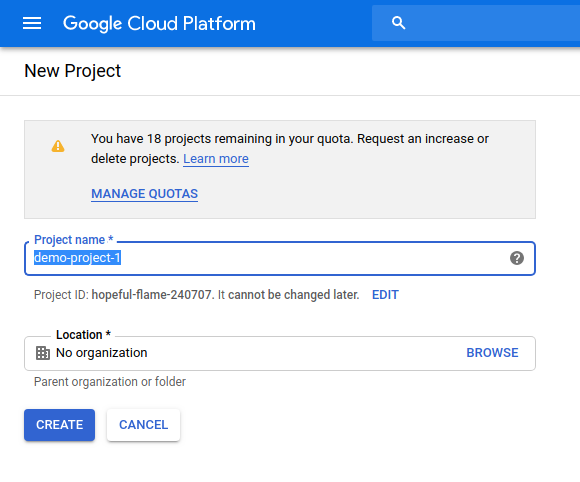 Google Cloud Platform
New Project
You have 18 projects remaining in your quota. Request an increase or
delete projects. Learn more
MANAGE QUOTAS
Project name *
demo-project-1
Project ID: hopeful-flame-240707. It cannot be changed later. EDIT
Location *
No organization BROWSE
Parent organization or folder
CREATE CANCEL